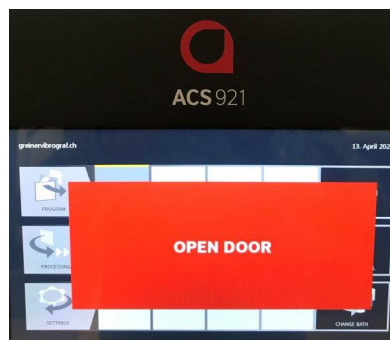 ACS 921
greinervibrograf.ch
13. April 202
PROGRAM
OPEN DOOR
PROCESSING
SETTINGS
CHANGE BATH